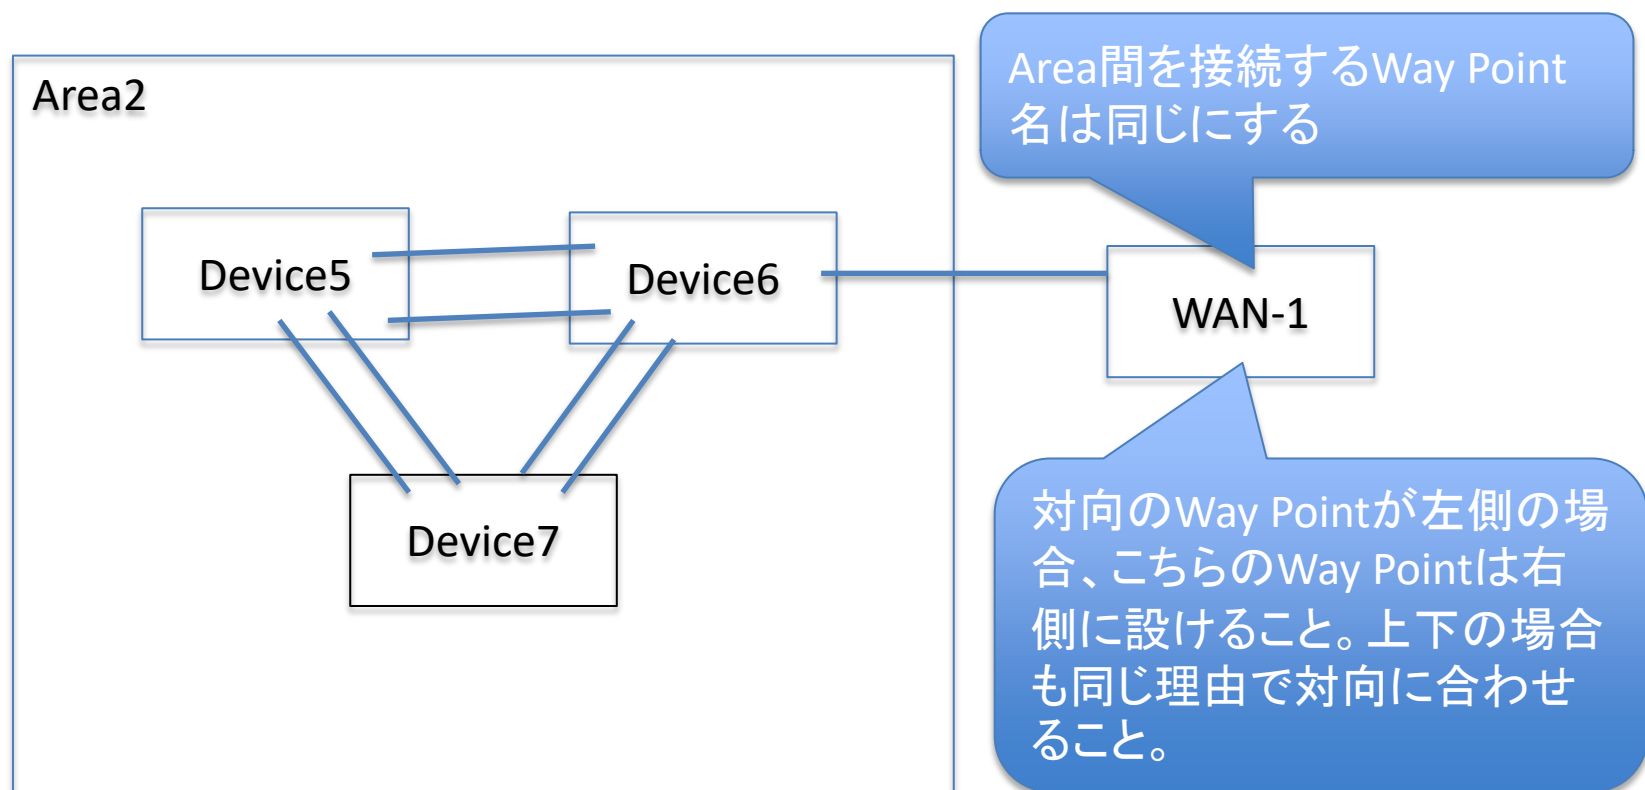 Area2
Area間を接続するWay Point
名は同じにする
Device5
Device6
WAN-1
Device7
対向のWay Pointが左側の場
合、こちらのWay Pointは右
側に設けること。上下の場合
も同じ理由で対向に合わせ
ること。